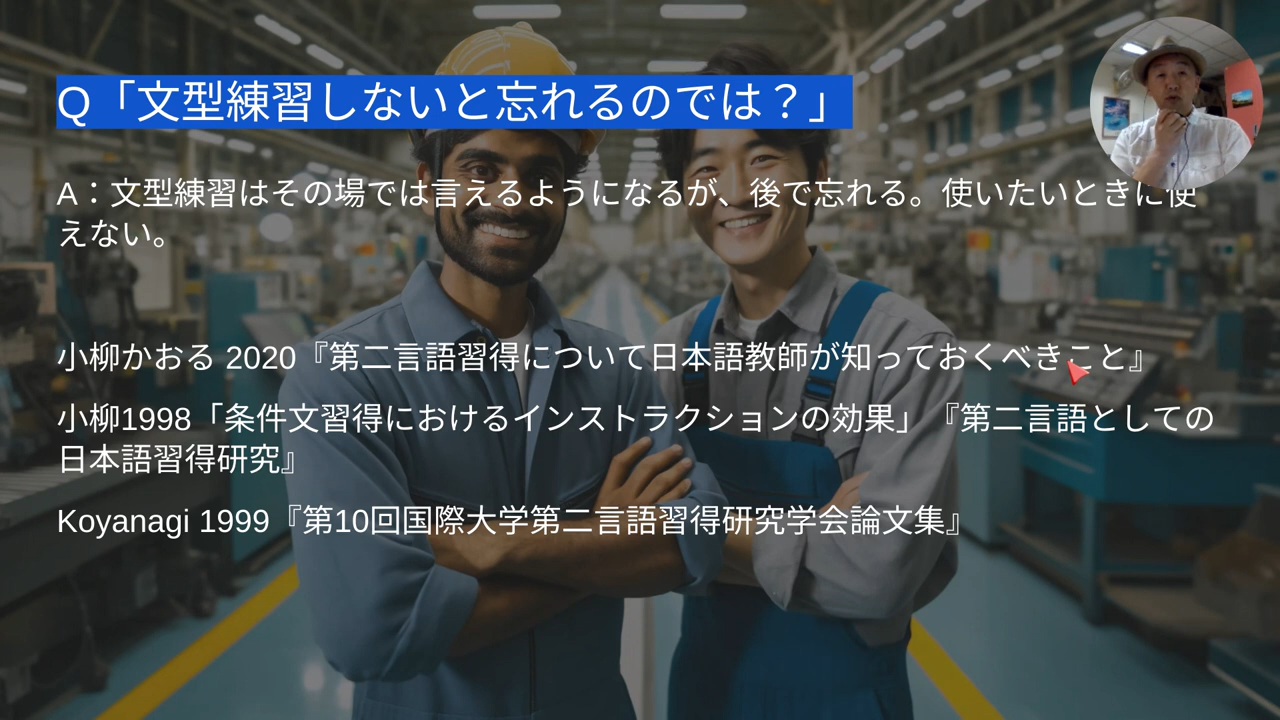 Q「文型練習しないと忘れるのでは？」
A：文型練習はその場では言えるようになるが、後で忘れる。使いたいときに使
えない。
小柳かおる 2020『第二言語習得について日本語教師が知っておくべきこと』
小柳1998「条件文習得におけるインストラクションの効果」『第二言語としての
日本語習得研究』
Koyanagi 1999『第10回国際大学第二言語習得研究学会論文集』